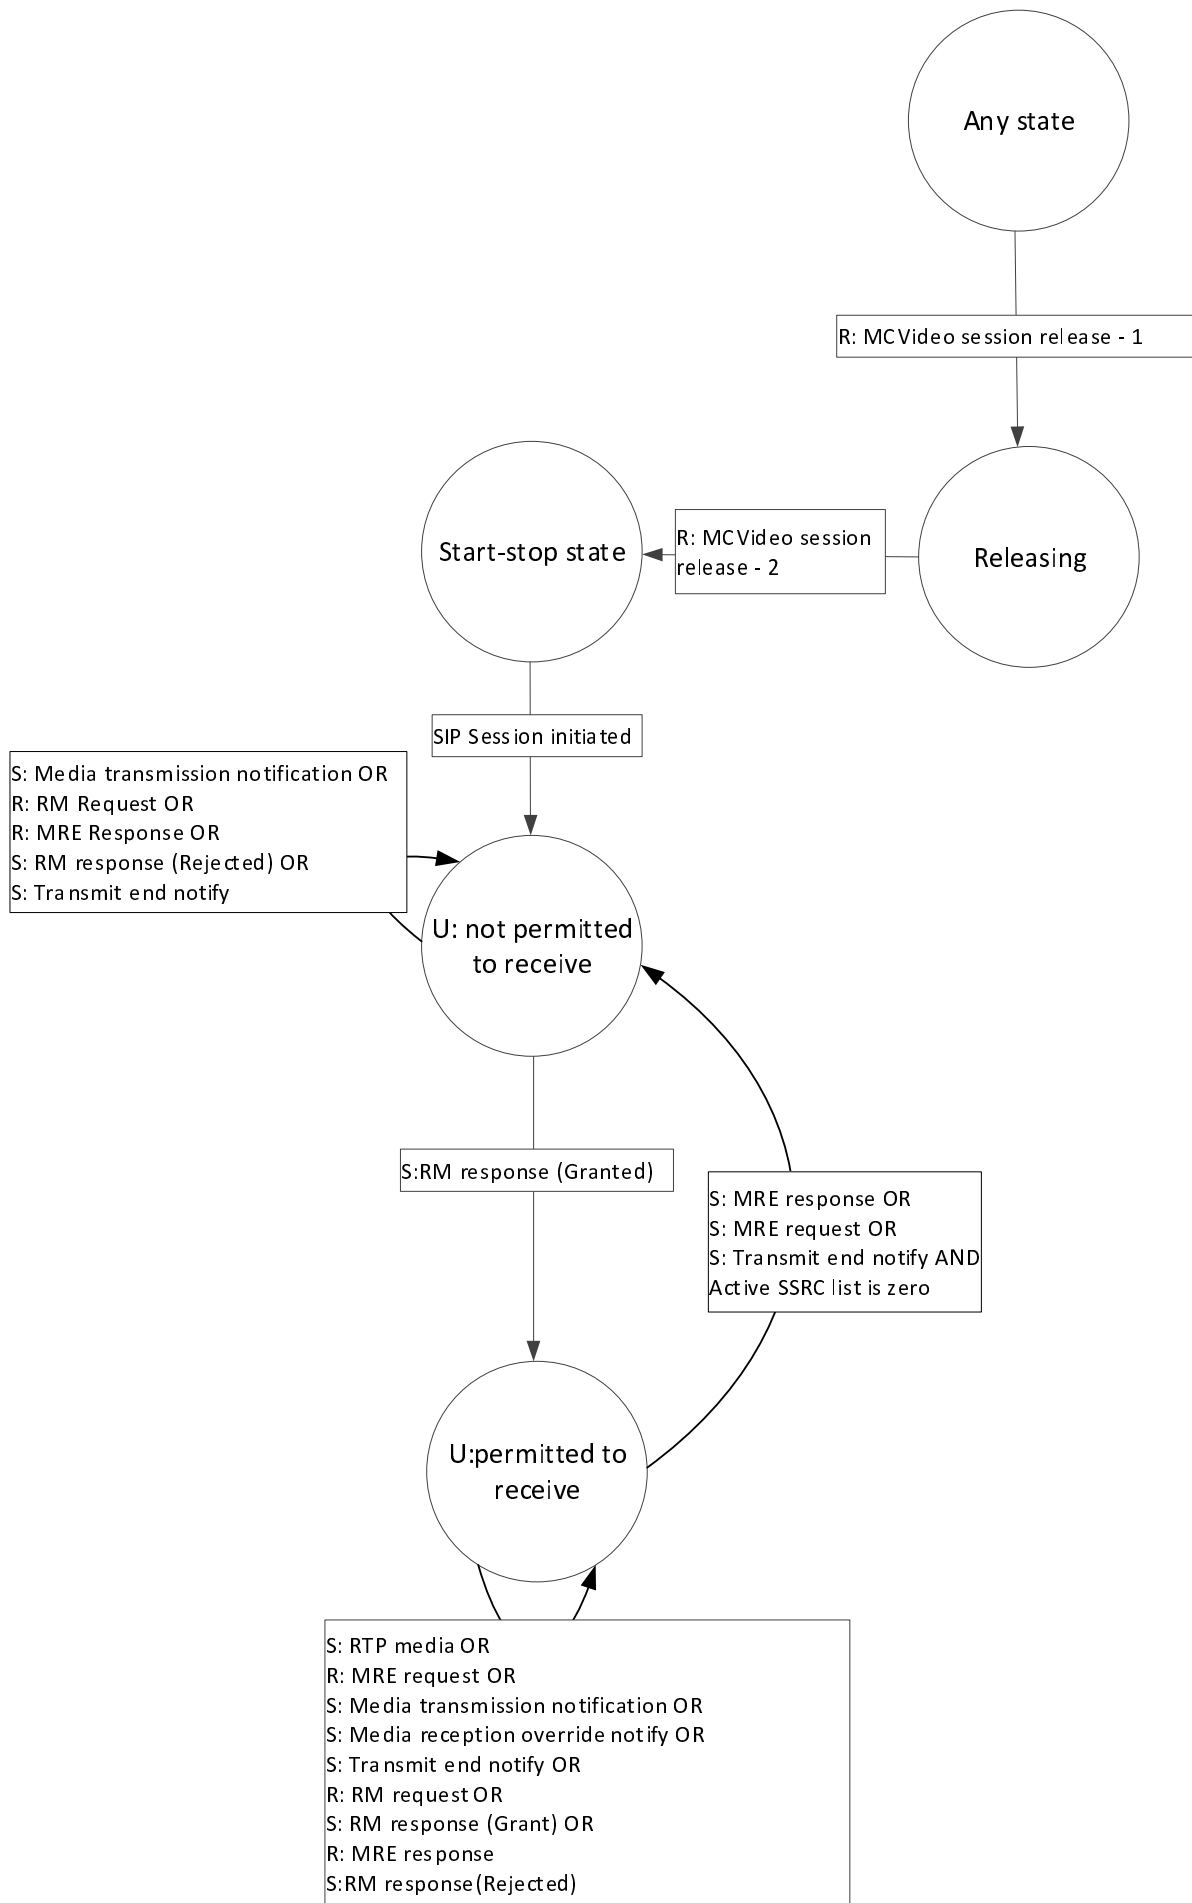 Any state
R: MCVideo session release - 1
Start-stop state
R: MCVideo session
release - 2
Releasing
SIP Session initiated
S: Media transmission notification OR
R: RM Request OR
R: MRE Response OR
S: RM response (Rejected) OR
S: Transmit end notify
U: not permitted
to receive
S:RM response (Granted)
S: MRE response OR
S: MRE request OR
S: Transmit end notify AND
Active SSRC list is zero
U:permitted to
receive
S: RTP media OR
R: MRE request OR
S: Media transmission notification OR
S: Media reception override notify OR
S: Transmit end notify OR
R: RM request OR
S: RM response (Grant) OR
R: MRE response
S:RM response(Rejected)